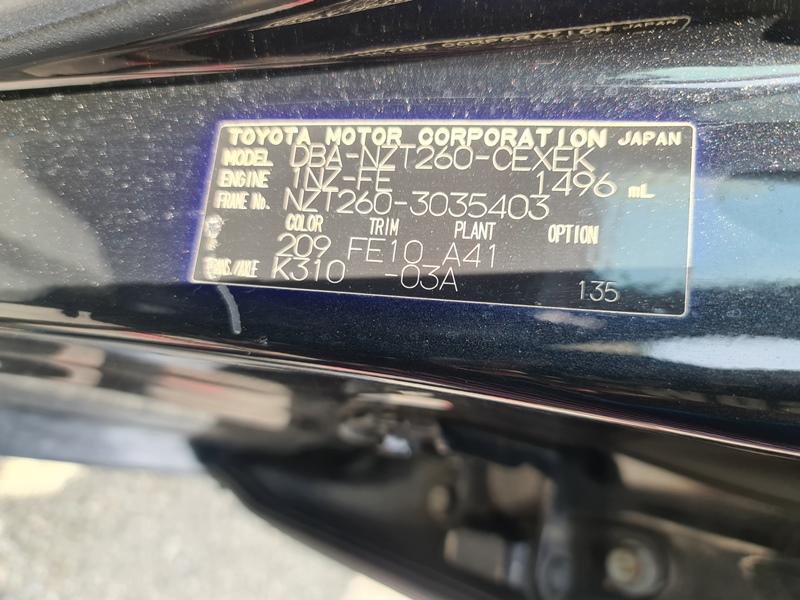 TOYOTA MOTOR CORPORATION JAPAN
MODEL DBA-NZT260-CEXEK
ENGINE 1NZ-FE 1496 mL
FRAME No. NZT260-3035403
COLOR TRIM PLANT OPTION
209 FE10 A41
TRANS./AXLE K310 -03A 135